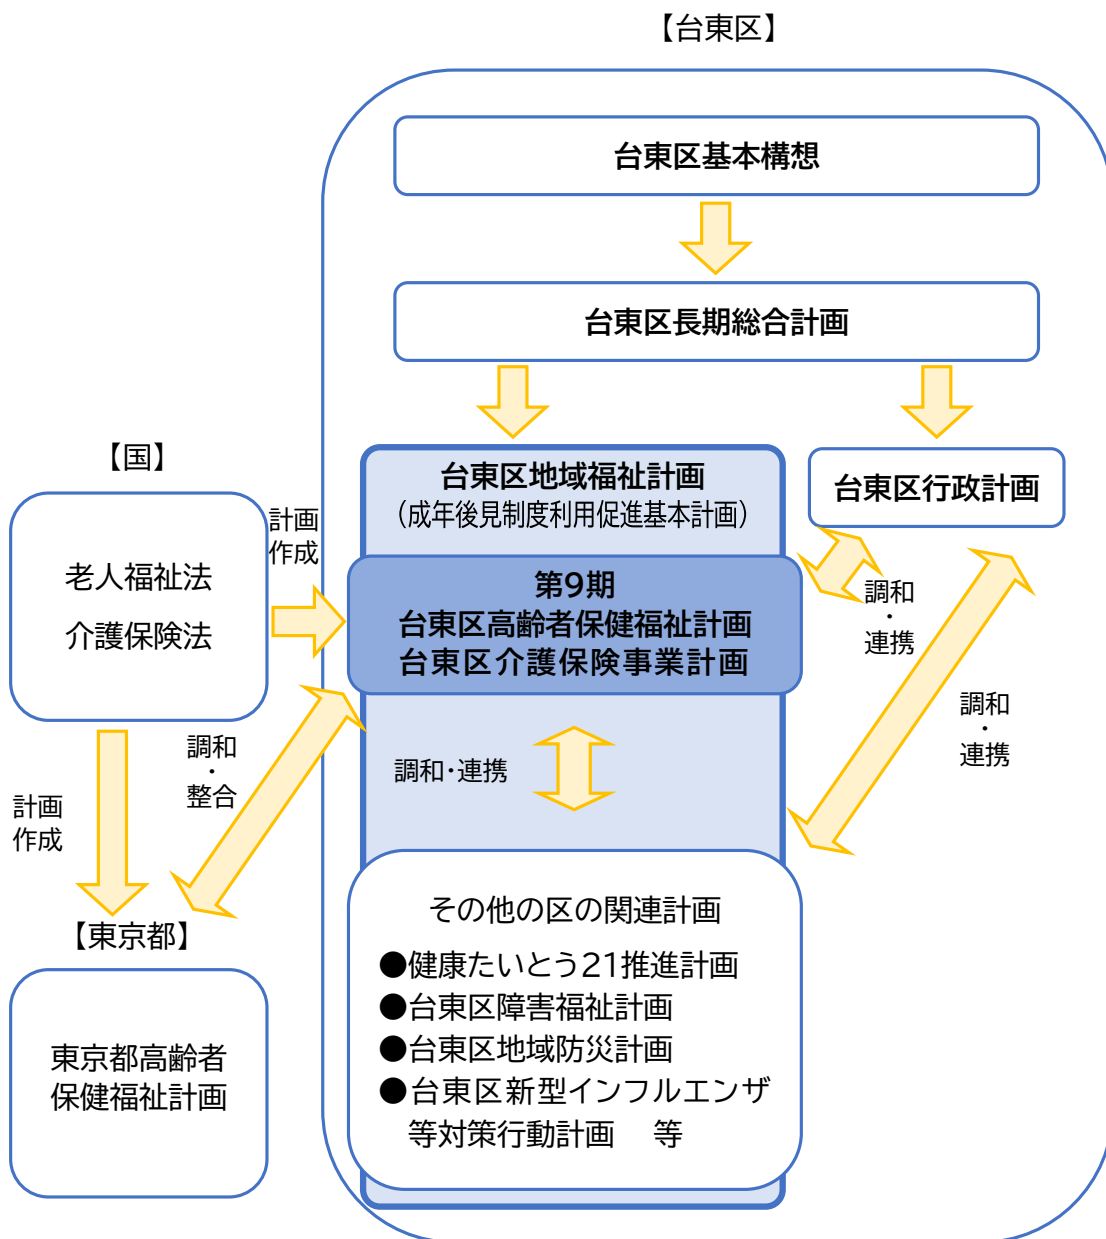 【台東区】
台東区基本構想
台東区長期総合計画
台東区地域福祉計画
（成年後見制度利用促進基本計画）
台東区行政計画
【国】
老人福祉法
介護保険法
計画
作成
第9期
台東区高齢者保健福祉計画
台東区介護保険事業計画
調和
・
連携
調和
・
連携
調和・連携
調和
・
整合
計画
作成
【東京都】
東京都高齢者
保健福祉計画
その他の区の関連計画
●健康たいとう21推進計画
●台東区障害福祉計画
●台東区地域防災計画
●台東区新型インフルエンザ
等対策行動計画　等